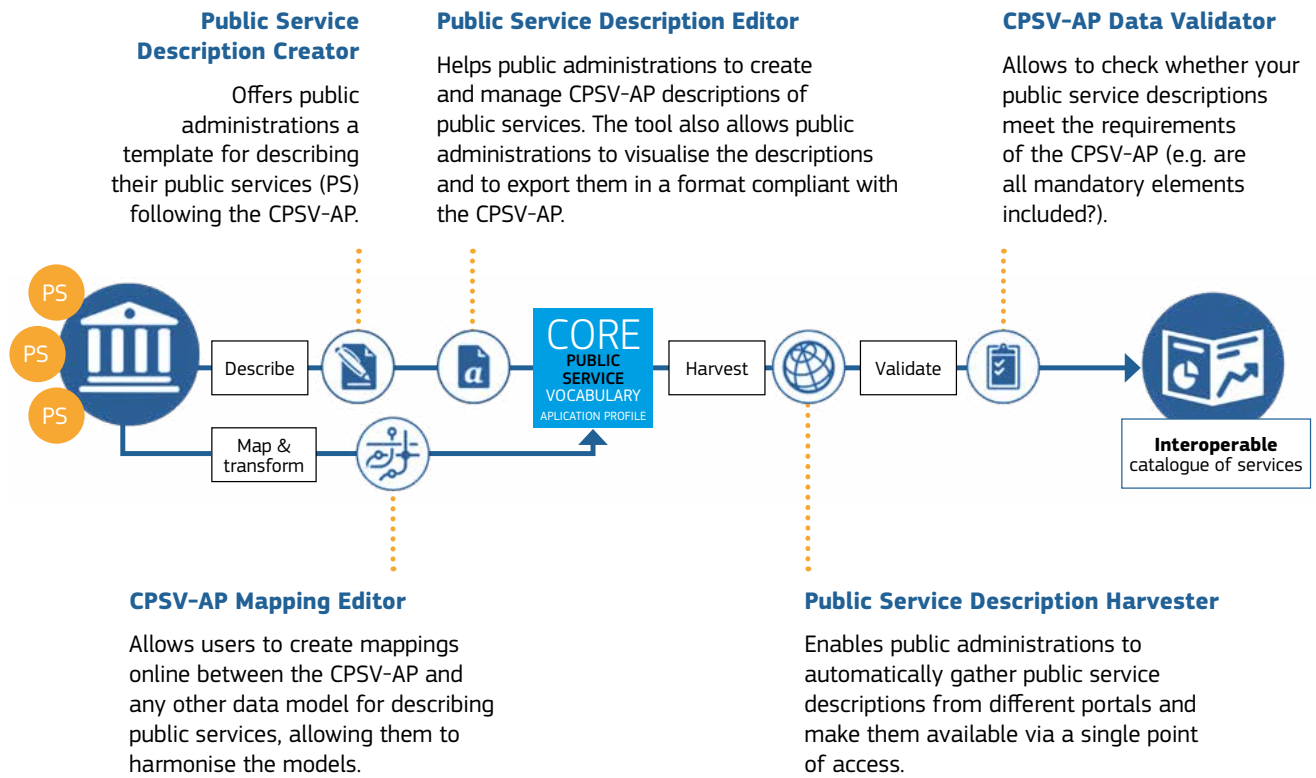 Public Service
Description Creator
Offers public
administrations a
template for describing
their public services (PS)
following the CPSV-AP.
Public Service Description Editor
Helps public administrations to create
and manage CPSV-AP descriptions of
public services. The tool also allows public
administrations to visualise the descriptions
and to export them in a format compliant with
the CPSV-AP.
CPSV-AP Data Validator
Allows to check whether your
public service descriptions
meet the requirements
of the CPSV-AP (e.g. are
all mandatory elements
included?).
PS
PS
PS
Describe
a
CORE
PUBLIC
SERVICE
VOCABULARY
APLICATION PROFILE
Harvest
Validate
Map &
transform
Interoperable
catalogue of services
CPSV-AP Mapping Editor
Allows users to create mappings
online between the CPSV-AP and
any other data model for describing
public services, allowing them to
harmonise the models.
Public Service Description Harvester
Enables public administrations to
automatically gather public service
descriptions from different portals and
make them available via a single point
of access.